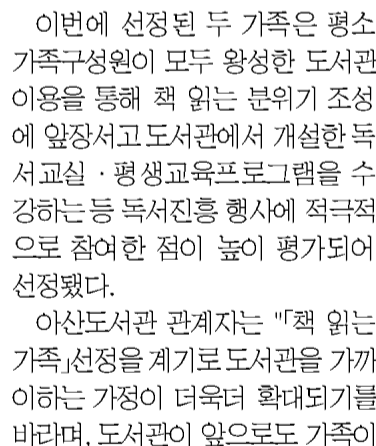 이번에 선정된 두 가족은 평소
가족구성원이 모두 왕성한 도서관
이용을 통해 책 읽는 분위기 조성
에 앞장서고 도서관에서 개설한 독
서교실 · 평생교육프로그램을 수
강하는 등 독서진흥 행사에 적극적
으로 참여한 점이 높이 평가되어
선정됐다.
아산도서관 관계자는 "「책 읽는
가족」선정을 계기로 도서관을 가까
이하는 가정이 더욱더 확대되기를
바라며, 도서관이 앞으로도 가족이